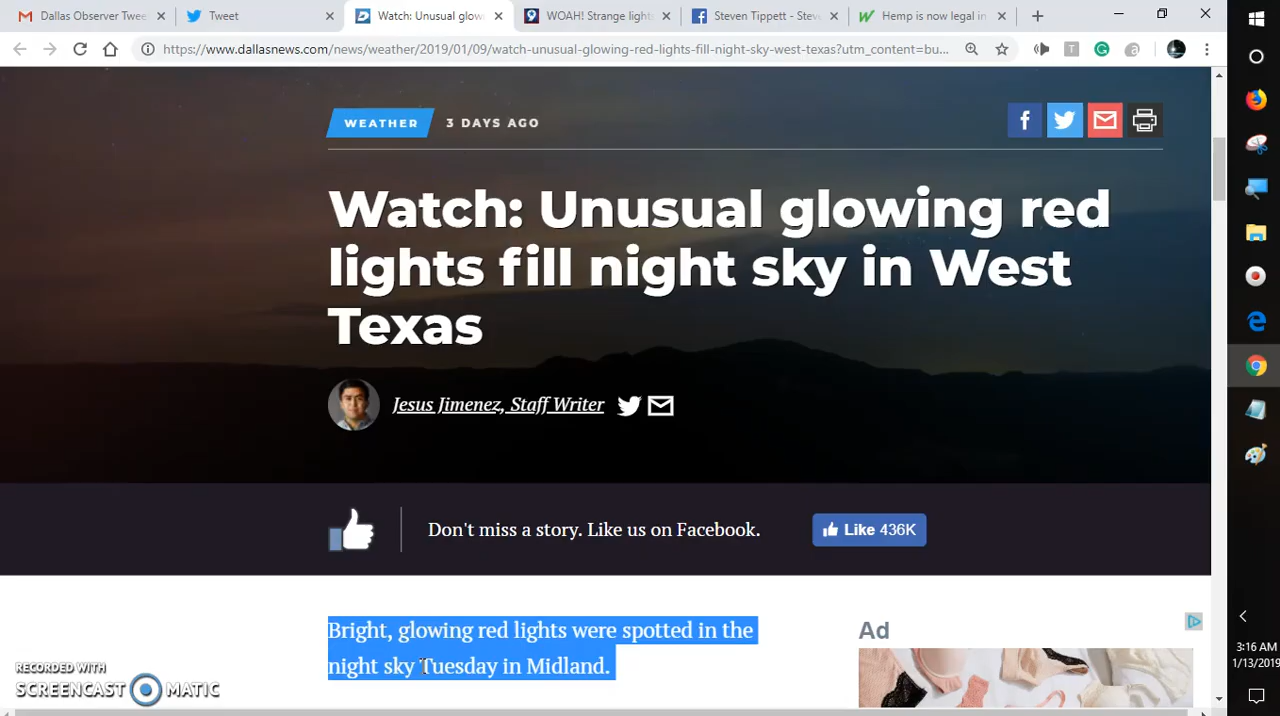 Dallas Observer Twee
Tweet
Watch: Unusual glow
WOAH! Strange light
Steven Tippett - Stev
Hemp is now legal in
https://www.dallasnews.com/news/weather/2019/01/09/watch-unusual-glowing-red-lights-fill-night-sky-west-texas?utm_content=bu...
WEATHER 3 DAYS AGO
Watch: Unusual glowing red
lights fill night sky in West
Texas
Jesus Jimenez, Staff Writer
Don't miss a story. Like us on Facebook.
Like 436K
Bright, glowing red lights were spotted in the
night sky Tuesday in Midland.
Ad
RECORDED WITH
SCREENCAST MATIC
3:16 AM
1/13/2019